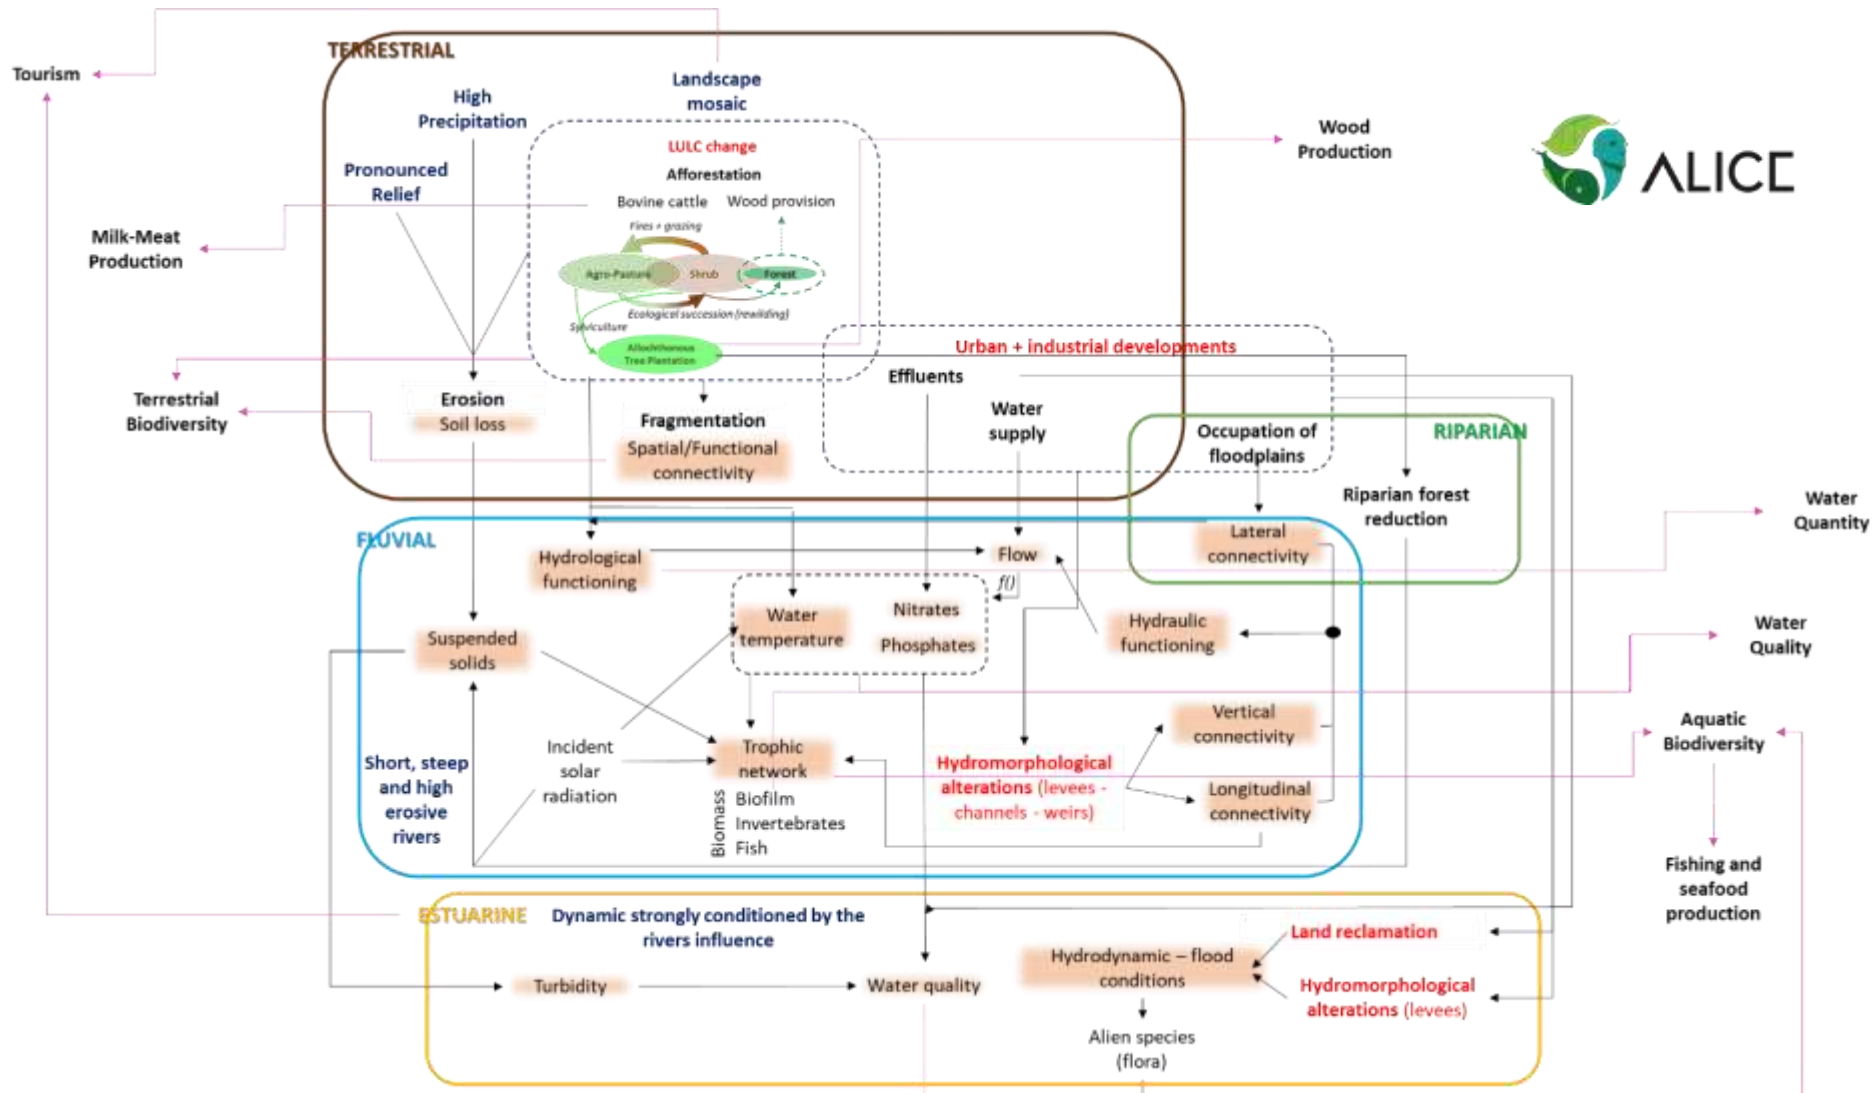 TERRESTRIAL
Tourism
High
Precipitation
Landscape
mosaic
Pronounced
Relief
LULC change
Afforestation
Bovine cattle
Wood provision
Fires + grazing
Agro-Pasture
Shrub
Forest
Ecological succession (rewilding)
Sylviculture
Allochthonous
Tree Plantation
Wood
Production
ALICE
Milk-Meat
Production
Terrestrial
Biodiversity
Erosion
Soil loss
Fragmentation
Spatial/Functional
connectivity
Urban + industrial developments
Effluents
Water
supply
Occupation of
floodplains
RIPARIAN
Riparian forest
reduction
Lateral
connectivity
Water
Quantity
FLUVIAL
Hydrological
functioning
Flow
f()
Water
temperature
Nitrates
Phosphates
Hydraulic
functioning
Water
Quality
Suspended
solids
Short, steep
and high
erosive
rivers
Incident
solar
radiation
Trophic
network
Biomass
Biofilm
Invertebrates
Fish
Hydromorphological
alterations (levees -
channels - weirs)
Vertical
connectivity
Longitudinal
connectivity
Aquatic
Biodiversity
Fishing and
seafood
production
ESTUARINE
Dynamic strongly conditioned by the
rivers influence
Turbidity
Water quality
Hydrodynamic – flood
conditions
Land reclamation
Hydromorphological
alterations (levees)
Alien species
(flora)